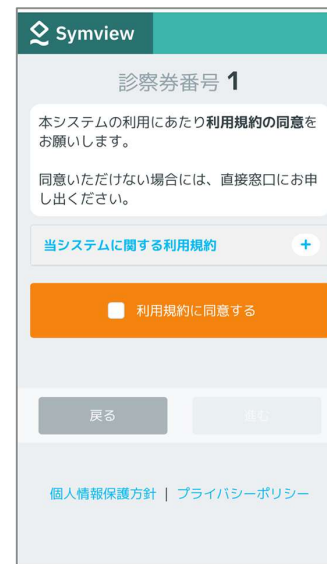 Symview
診察券番号 1
本システムの利用にあたり利用規約の同意を
お願いします。
同意いただけない場合には、直接窓口にお申
し出ください。
当システムに関する利用規約 +
利用規約に同意する
戻る 進む
個人情報保護方針 | プライバシーポリシー